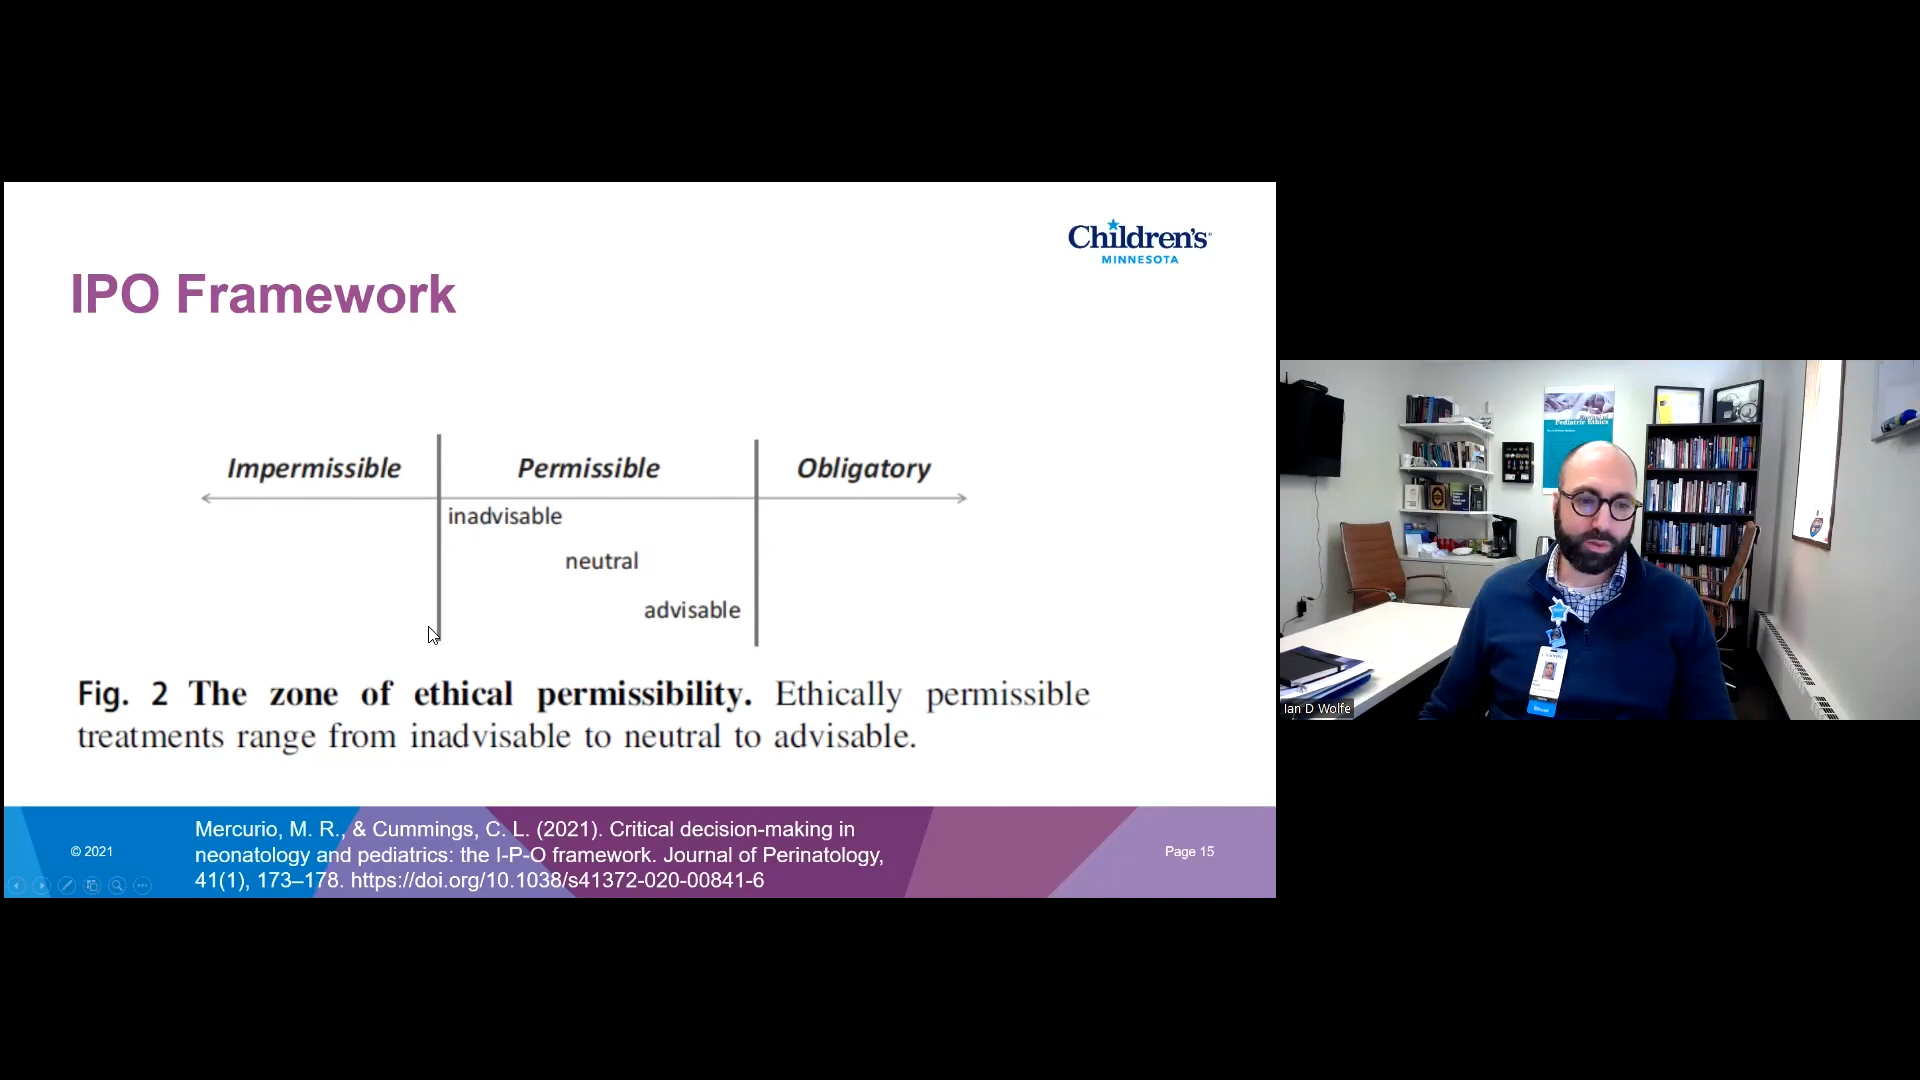 Children's
MINNESOTA
IPO Framework
Impermissible
Permissible
Obligatory
inadvisable
neutral
advisable
Fig. 2 The zone of ethical permissibility. Ethically permissible
treatments range from inadvisable to neutral to advisable.
© 2021
Mercurio, M. R., & Cummings, C. L. (2021). Critical decision-making in
neonatology and pediatrics: the I-P-O framework. Journal of Perinatology,
41(1), 173–178. https://doi.org/10.1038/s41372-020-00841-6
Page 15
Pediatric Ethics
Ian D Wolfe